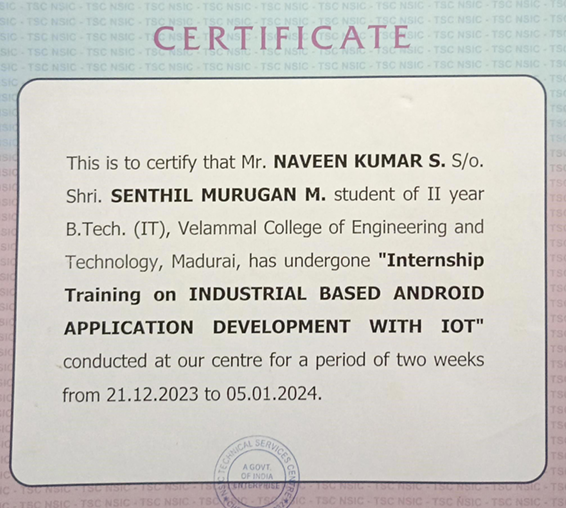 CERTIFICATE
This is to certify that Mr. NAVEEN KUMAR S. S/o.
Shri. SENTHIL MURUGAN M. student of II year
B.Tech. (IT), Velammal College of Engineering and
Technology, Madurai, has undergone "Internship
Training on INDUSTRIAL BASED ANDROID
APPLICATION DEVELOPMENT WITH IOT"
conducted at our centre for a period of two weeks
from 21.12.2023 to 05.01.2024.
TECHNICAL SERVICES CENTRE
A GOVT.
OF INDIA
ENTERPRISE